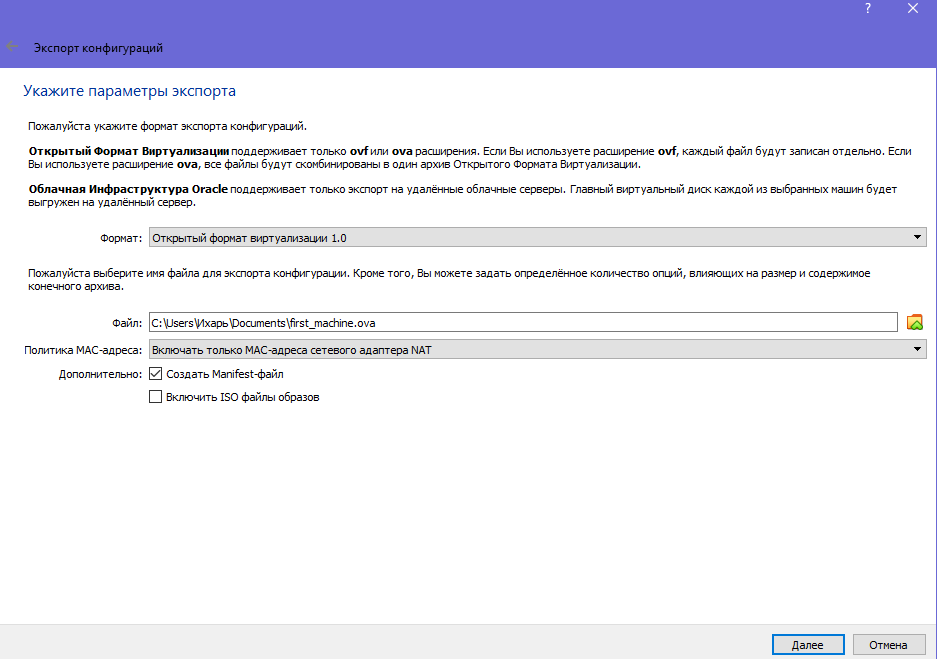 ?
Экспорт конфигураций
Укажите параметры экспорта
Пожалуйста укажите формат экспорта конфигураций.
Открытый Формат Виртуализации поддерживает только ovf или ova расширения. Если Вы используете расширение ovf, каждый файл будут записан отдельно. Если
Вы используете расширение ova, все файлы будут скомбинированы в один архив Открытого Формата Виртуализации.
Облачная Инфраструктура Oracle поддерживает только экспорт на удалённые облачные серверы. Главный виртуальный диск каждой из выбранных машин будет
выгружен на удалённый сервер.
Формат: Открытый формат виртуализации 1.0
Пожалуйста выберите имя файла для экспорта конфигурации. Кроме того, Вы можете задать определённое количество опций, влияющих на размер и содержимое
конечного архива.
Файл: C:\Users\Ихарь\Documents\first_machine.ova
Политика MAC-адреса: Включать только MAC-адреса сетевого адаптера NAT
Дополнительно: Создать Manifest-файл
Включить ISO файлы образов
Далее Отмена